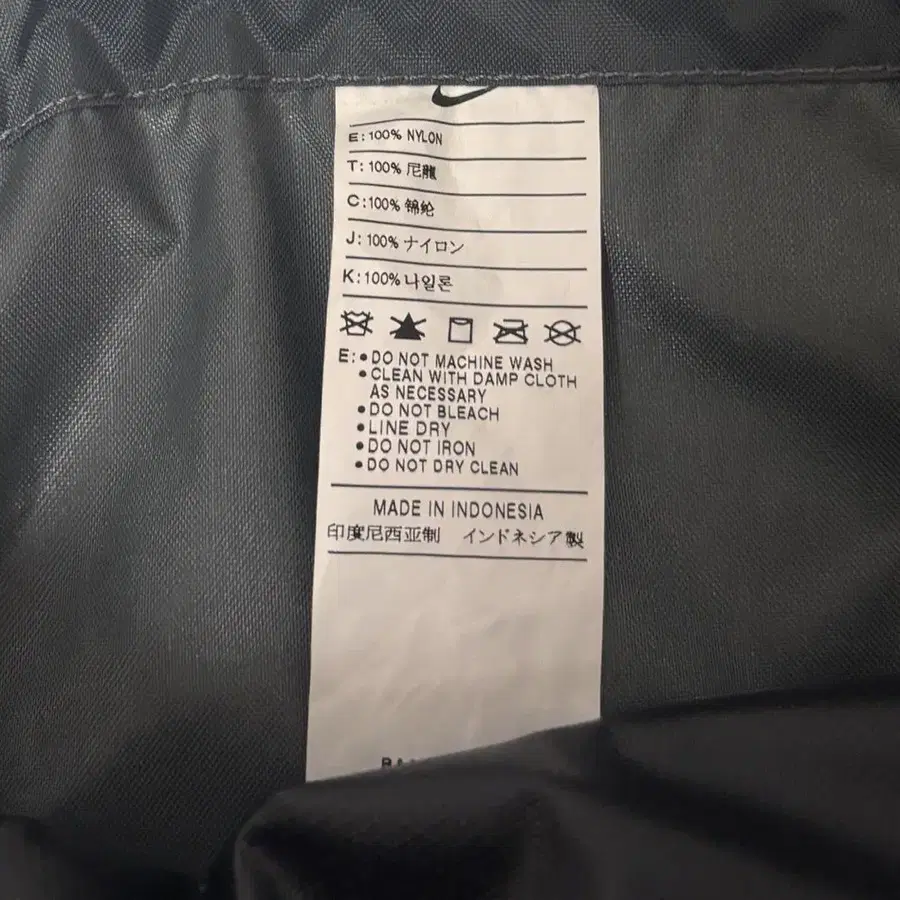 E: 100% NYLON
T: 100% 尼龍
C: 100% 锦纶
J: 100% ナイロン
K: 100% 나일론
E: • DO NOT MACHINE WASH
• CLEAN WITH DAMP CLOTH
AS NECESSARY
• DO NOT BLEACH
• LINE DRY
• DO NOT IRON
• DO NOT DRY CLEAN
MADE IN INDONESIA
印度尼西亚制 インドネシア製